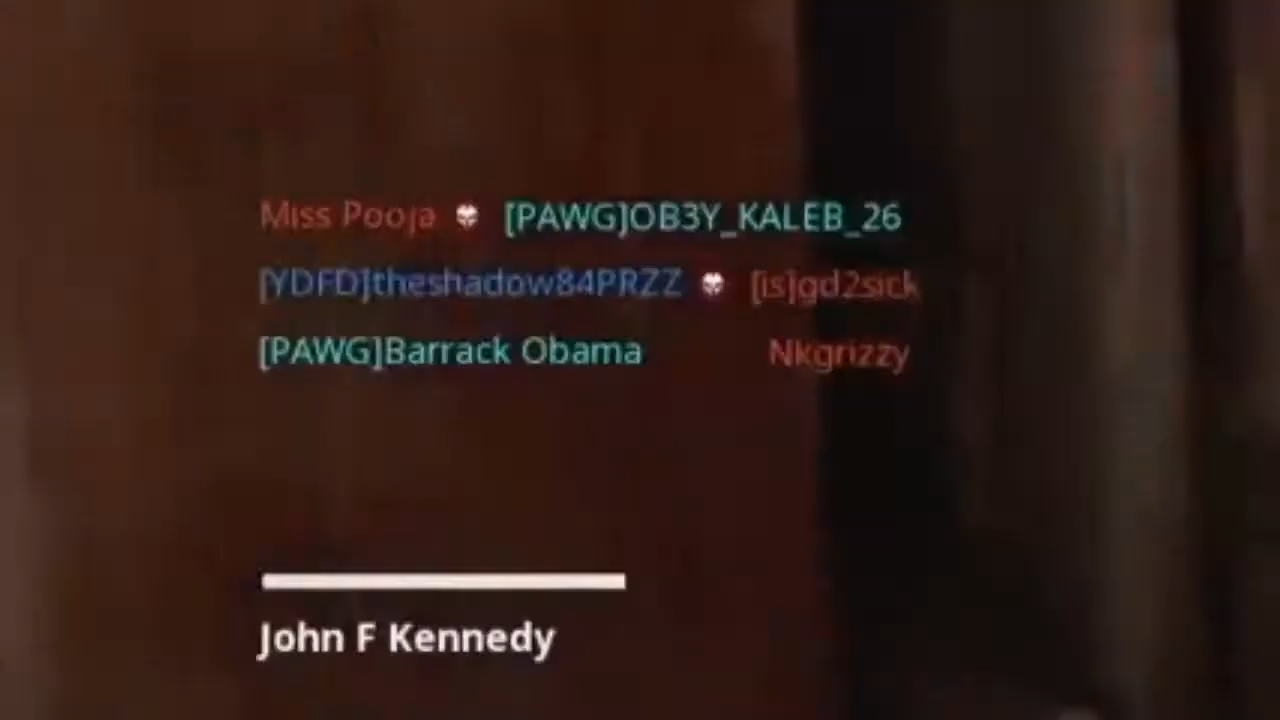 Miss Pooja [PAWG]OB3Y_KALEB_26
[YDFD]theshadow84PRZZ [is]gd2sick
[PAWG]Barrack Obama Nkgrizzy
John F Kennedy